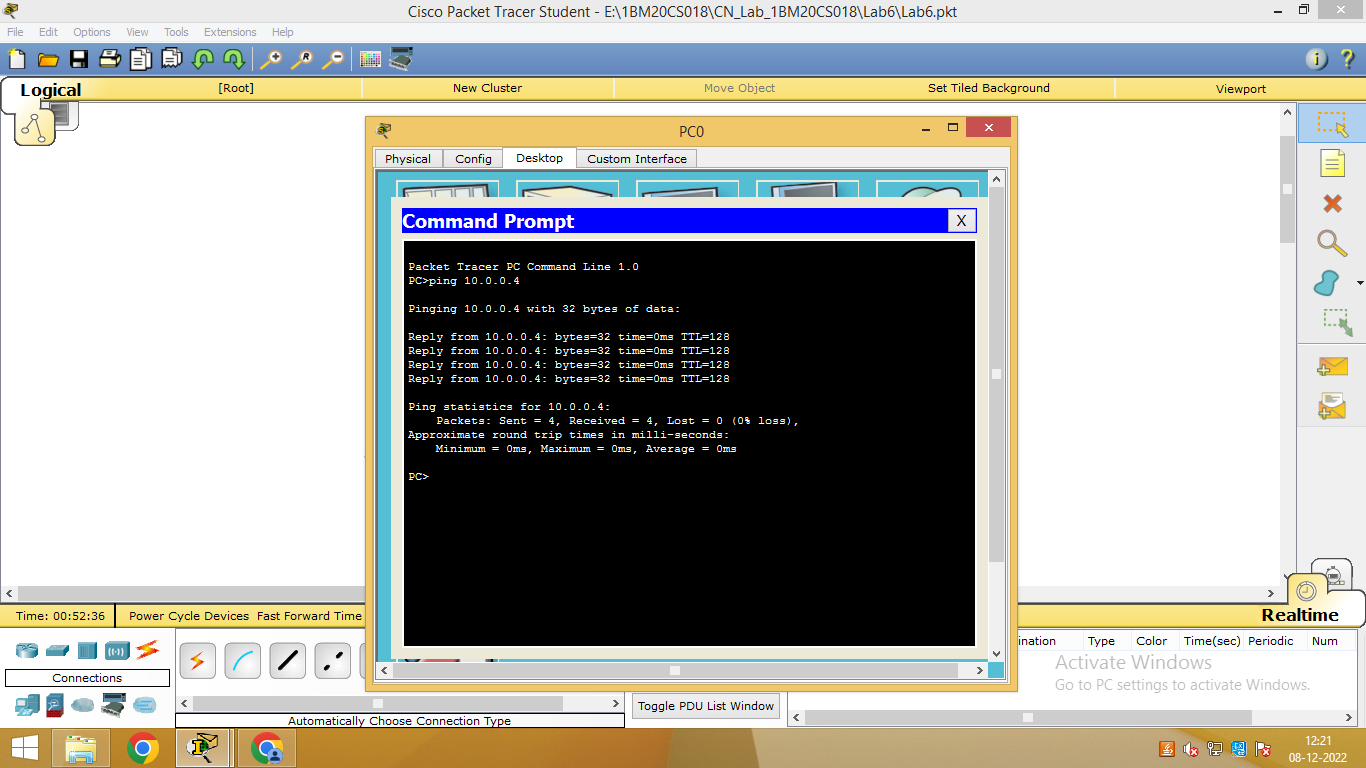 Cisco Packet Tracer Student - E:\1BM20CS018\CN_Lab_1BM20CS018\Lab6\Lab6.pkt
File Edit Options View Tools Extensions Help
Logical [Root] New Cluster Move Object Set Tiled Background Viewport
PC0
Physical Config Desktop Custom Interface
Command Prompt X
Packet Tracer PC Command Line 1.0
PC>ping 10.0.0.4
Pinging 10.0.0.4 with 32 bytes of data:
Reply from 10.0.0.4: bytes=32 time=0ms TTL=128
Reply from 10.0.0.4: bytes=32 time=0ms TTL=128
Reply from 10.0.0.4: bytes=32 time=0ms TTL=128
Reply from 10.0.0.4: bytes=32 time=0ms TTL=128
Ping statistics for 10.0.0.4:
Packets: Sent = 4, Received = 4, Lost = 0 (0% loss),
Approximate round trip times in milli-seconds:
Minimum = 0ms, Maximum = 0ms, Average = 0ms
PC>
Time: 00:52:36 Power Cycle Devices Fast Forward Time Realtime
ination Type Color Time(sec) Periodic Num
Activate Windows
Go to PC settings to activate Windows.
Connections
Toggle PDU List Window
Automatically Choose Connection Type
12:21
08-12-2022